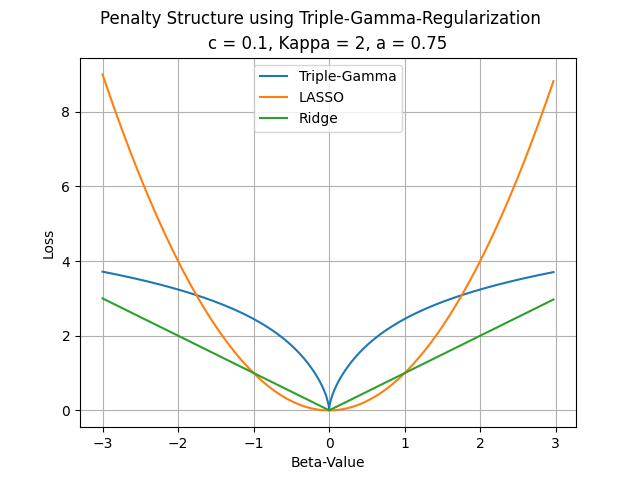 Penalty Structure using Triple-Gamma-Regularization
c = 0.1, Kappa = 2, a = 0.75
Triple-Gamma
LASSO
Ridge
8
6
4
2
0
Loss
−3
−2
−1
0
1
2
3
Beta-Value